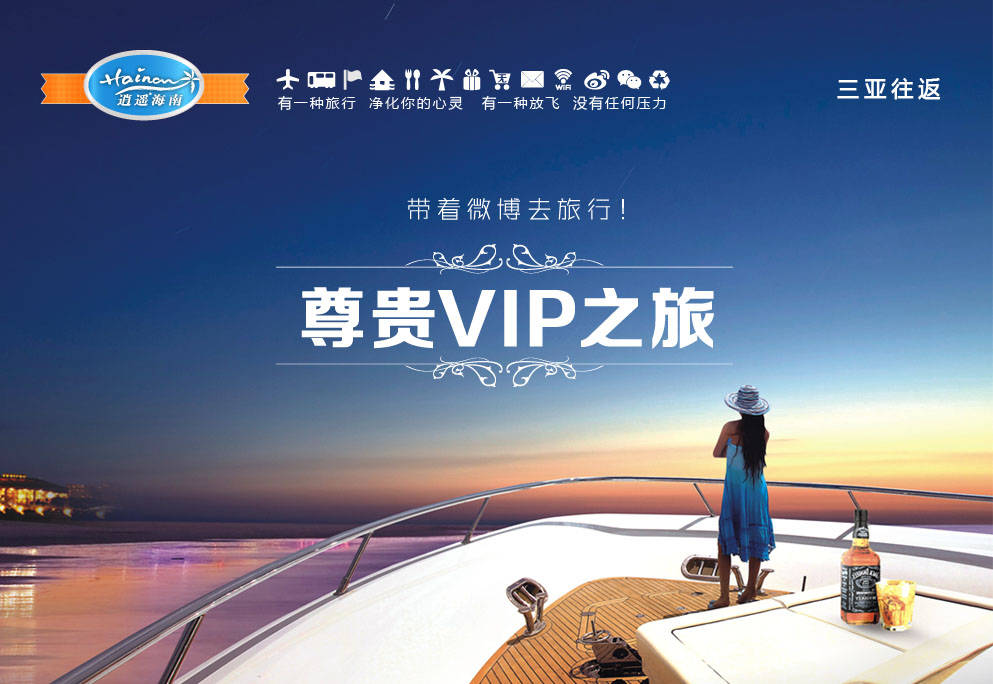 Hainan
逍遥海南
WiFi
有一种旅行 净化你的心灵 有一种放飞 没有任何压力
三亚往返
带着微博去旅行！
尊贵VIP之旅